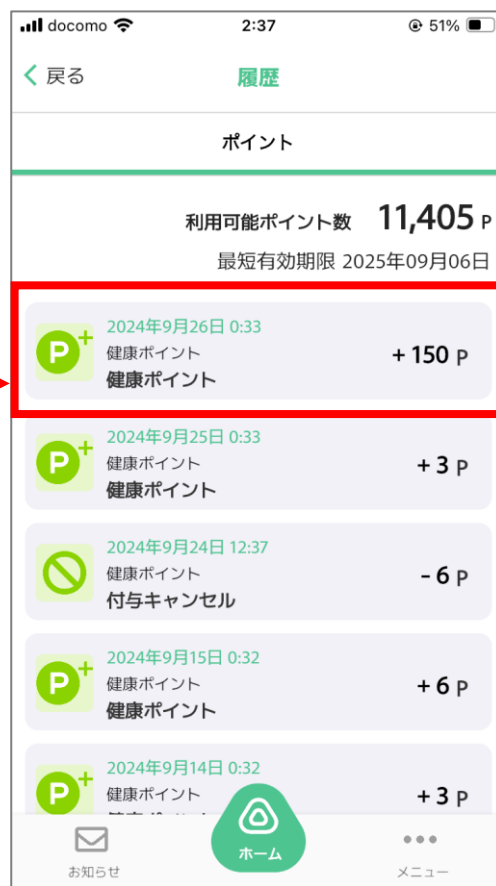 docomo 2:37 51%
戻る 履歴
ポイント
利用可能ポイント数 11,405 P
最短有効期限 2025年09月06日
2024年9月26日 0:33
健康ポイント
健康ポイント
+ 150 P
2024年9月25日 0:33
健康ポイント
健康ポイント
+ 3 P
2024年9月24日 12:37
健康ポイント
付与キャンセル
- 6 P
2024年9月15日 0:32
健康ポイント
健康ポイント
+ 6 P
2024年9月14日 0:32
健康ポイント
+ 3 P
お知らせ ホーム メニュー